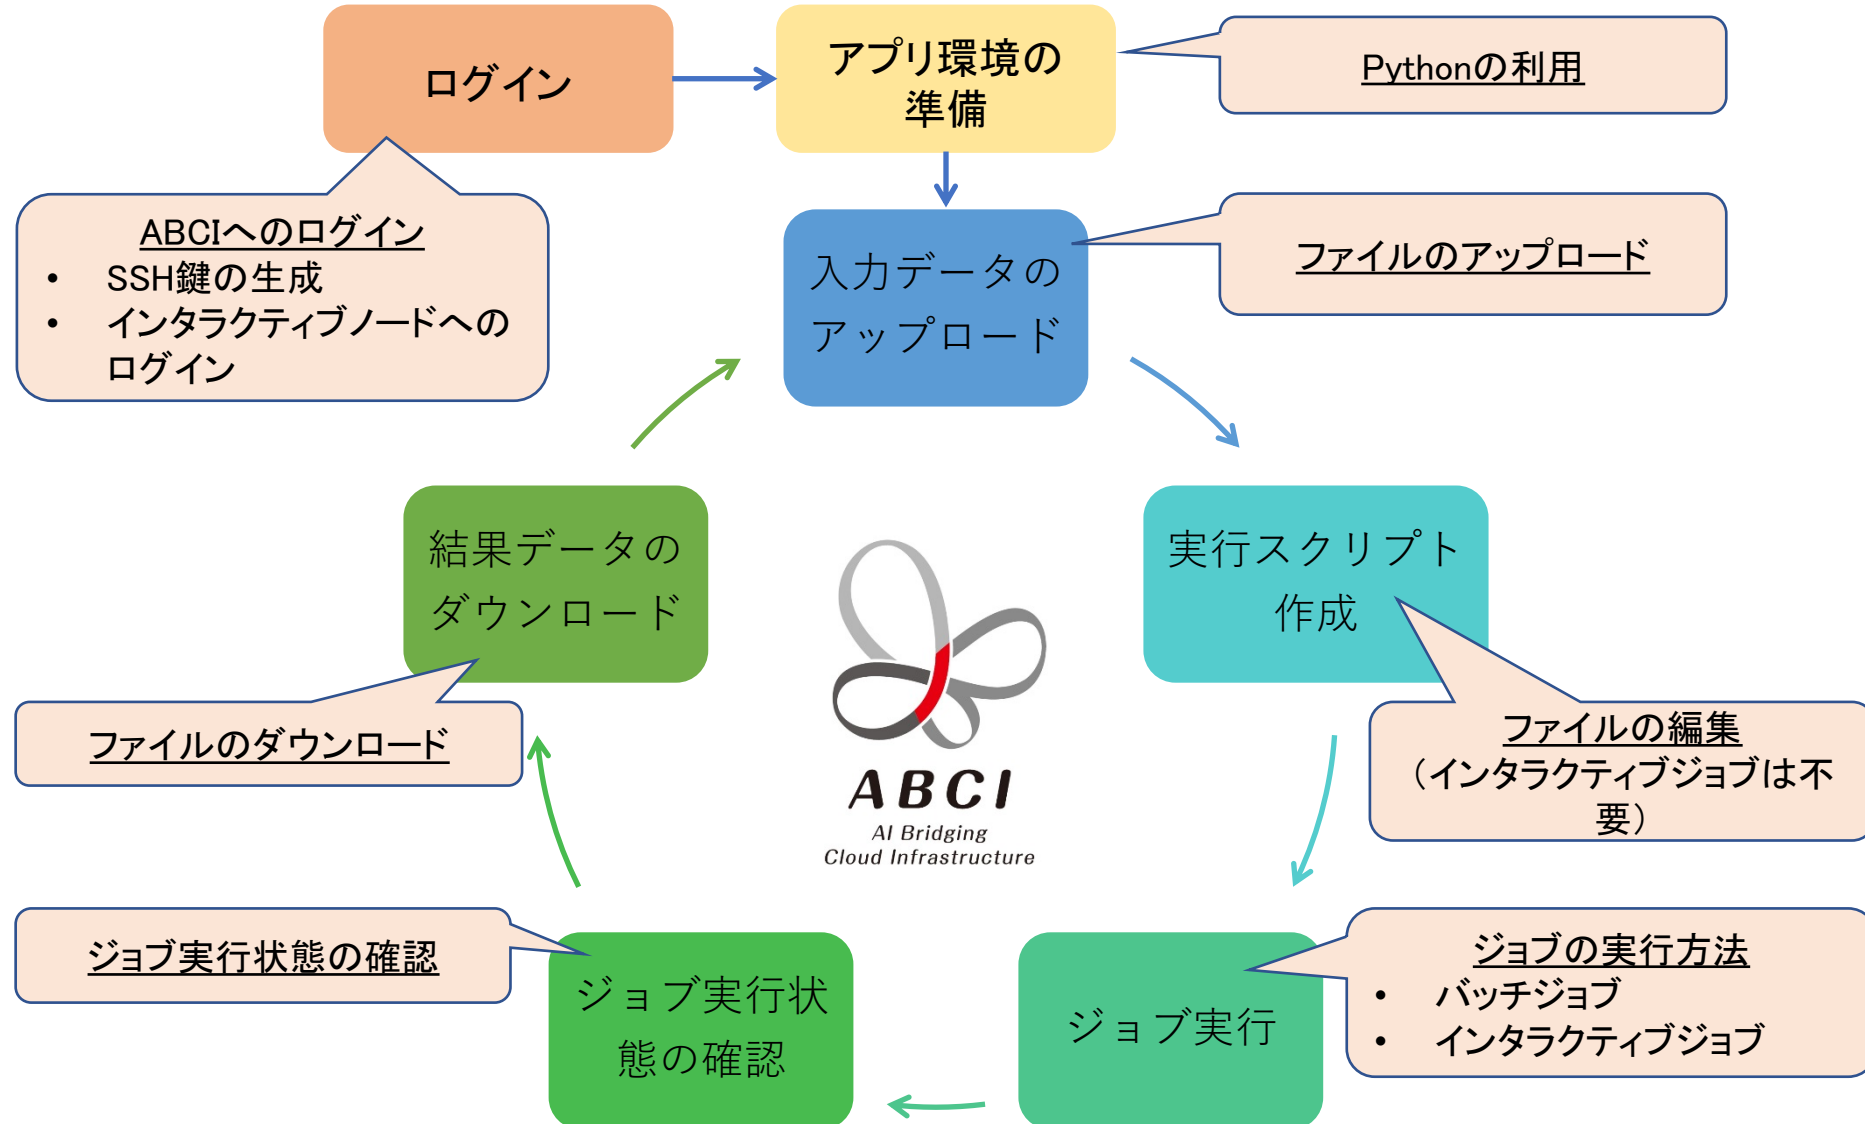 ログイン
アプリ環境の
準備
Pythonの利用
ABCIへのログイン
• SSH鍵の生成
• インタラクティブノードへの
ログイン
入力データの
アップロード
ファイルのアップロード
結果データの
ダウンロード
実行スクリプト
作成
ファイルのダウンロード
ABCI
AI Bridging
Cloud Infrastructure
ファイルの編集
（インタラクティブジョブは不
要）
ジョブ実行状態の確認
ジョブ実行状
態の確認
ジョブ実行
ジョブの実行方法
• バッチジョブ
• インタラクティブジョブ